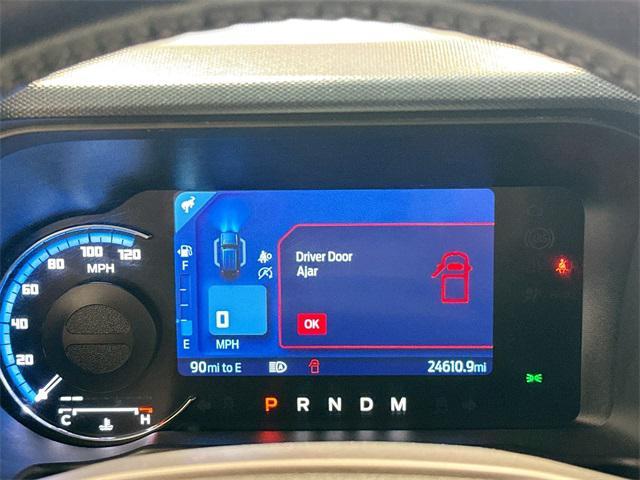 120
100
80
MPH
60
40
20
C
H
F
E
0
MPH
Driver Door
Ajar
OK
90mi to E
A
24610.9mi
P R N D M